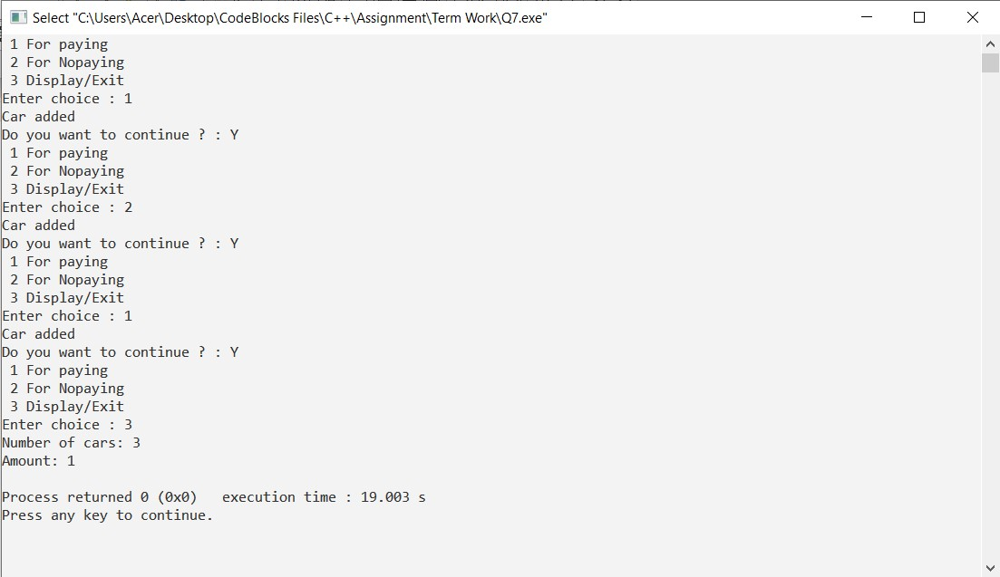 Select "C:\Users\Acer\Desktop\CodeBlocks Files\C++\Assignment\Term Work\Q7.exe"
1 For paying
2 For Nopaying
3 Display/Exit
Enter choice : 1
Car added
Do you want to continue ? : Y
1 For paying
2 For Nopaying
3 Display/Exit
Enter choice : 2
Car added
Do you want to continue ? : Y
1 For paying
2 For Nopaying
3 Display/Exit
Enter choice : 1
Car added
Do you want to continue ? : Y
1 For paying
2 For Nopaying
3 Display/Exit
Enter choice : 3
Number of cars: 3
Amount: 1
Process returned 0 (0x0)   execution time : 19.003 s
Press any key to continue.